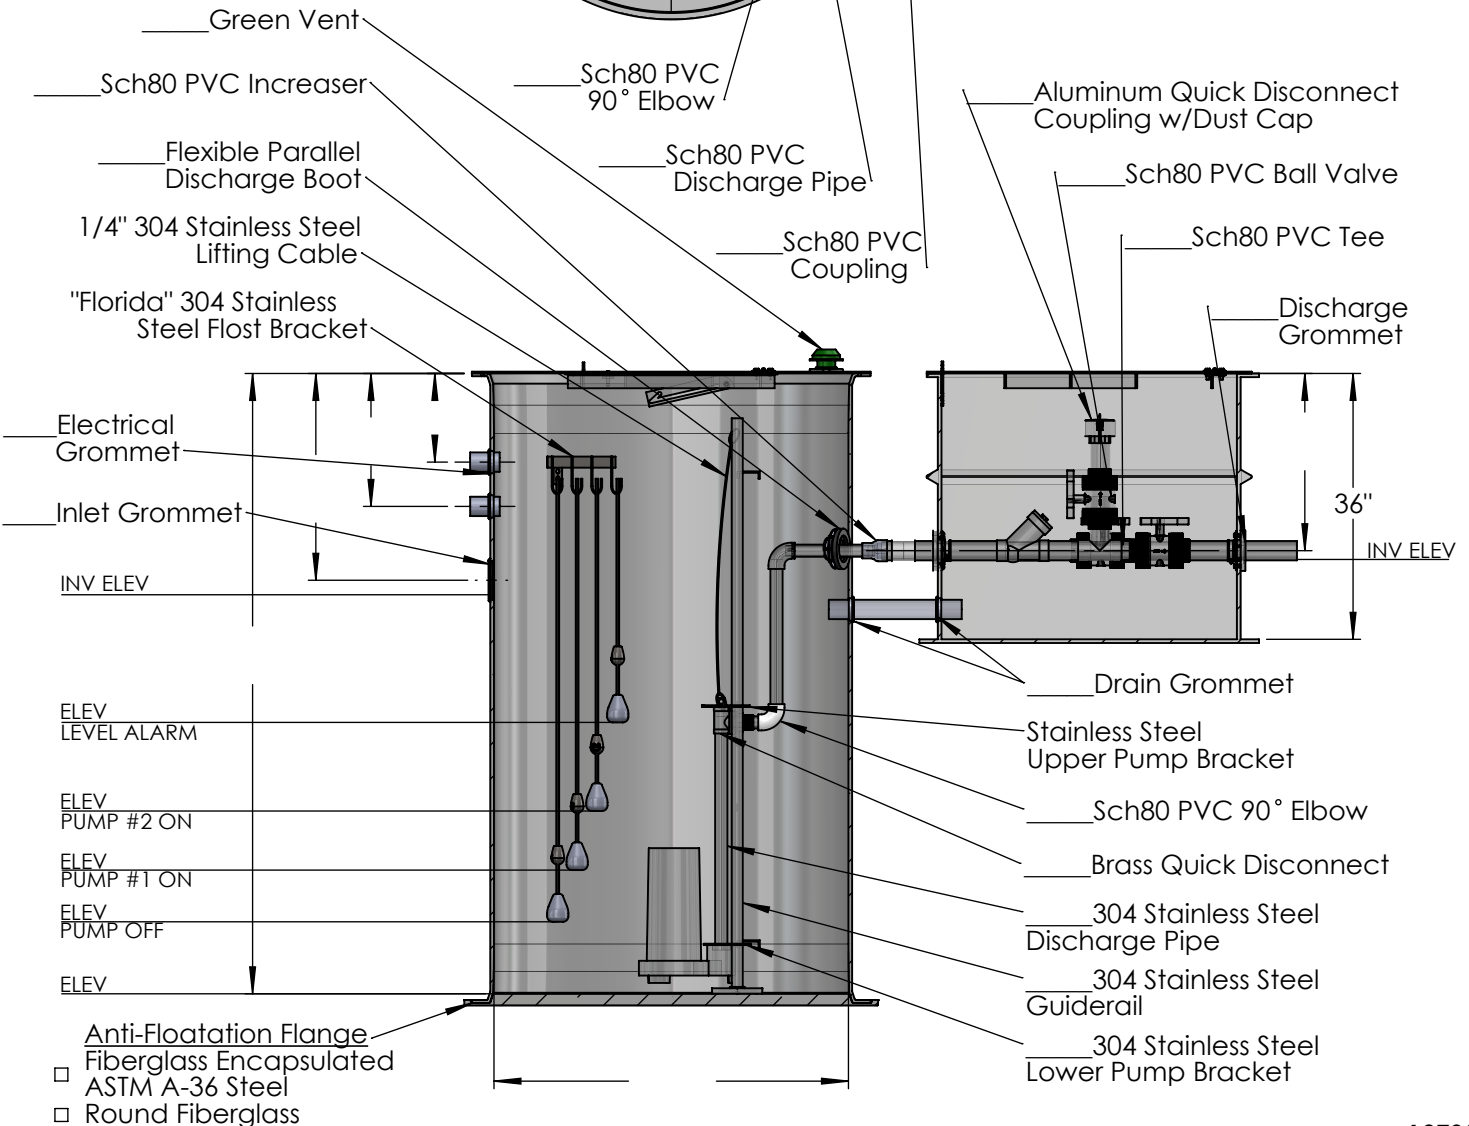 _____Green Vent
_____Sch80 PVC Increaser
_____Sch80 PVC
90° Elbow
_____Flexible Parallel
Discharge Boot
_____Sch80 PVC
Discharge Pipe
1/4" 304 Stainless Steel
Lifting Cable
_____Sch80 PVC
Coupling
"Florida" 304 Stainless
Steel Flost Bracket
_____Aluminum Quick Disconnect
Coupling w/Dust Cap
_____Sch80 PVC Ball Valve
_____Sch80 PVC Tee
_____Discharge
Grommet
____Electrical
Grommet
____Inlet Grommet
INV ELEV
36"
INV ELEV
ELEV
LEVEL ALARM
ELEV
PUMP #2 ON
ELEV
PUMP #1 ON
ELEV
PUMP OFF
ELEV
_____Drain Grommet
Stainless Steel
Upper Pump Bracket
_____Sch80 PVC 90° Elbow
_____Brass Quick Disconnect
_____304 Stainless Steel
Discharge Pipe
_____304 Stainless Steel
Guiderail
_____304 Stainless Steel
Lower Pump Bracket
Anti-Floatation Flange
□ Fiberglass Encapsulated
ASTM A-36 Steel
□ Round Fiberglass